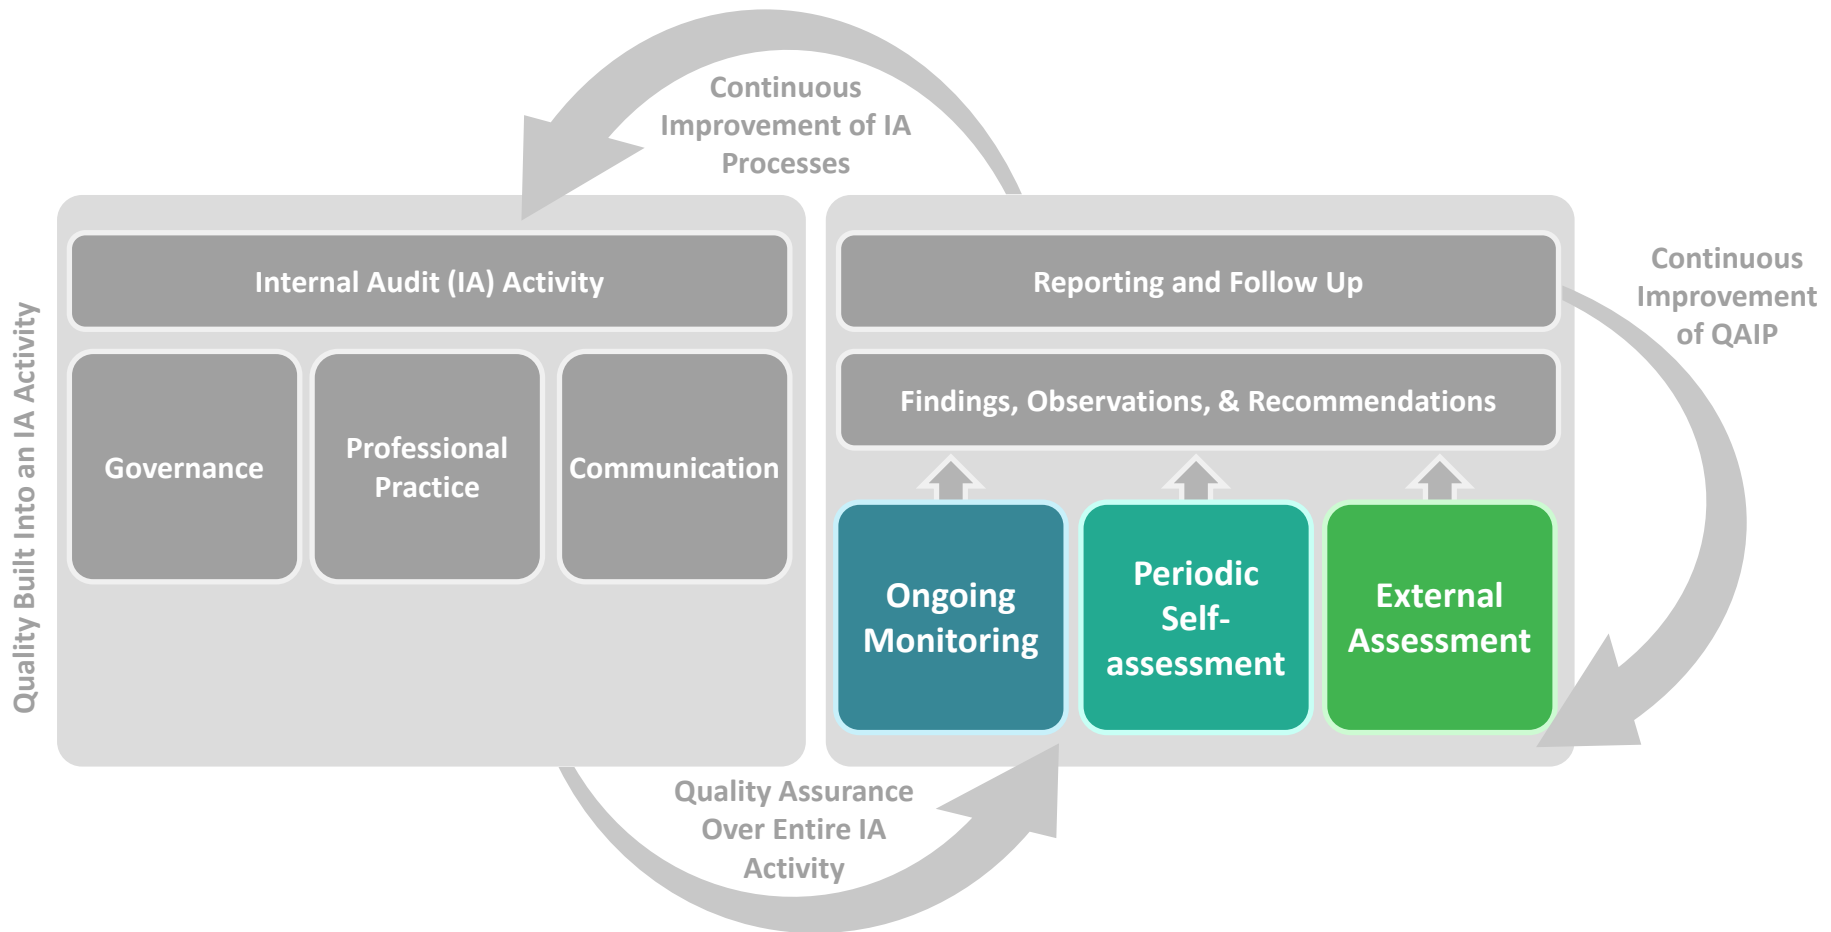 Continuous
Improvement of IA
Processes
Quality Built Into an IA Activity
Internal Audit (IA) Activity
Governance
Professional
Practice
Communication
Reporting and Follow Up
Findings, Observations, & Recommendations
Ongoing
Monitoring
Periodic
Self-
assessment
External
Assessment
Continuous
Improvement
of QAIP
Quality Assurance
Over Entire IA
Activity